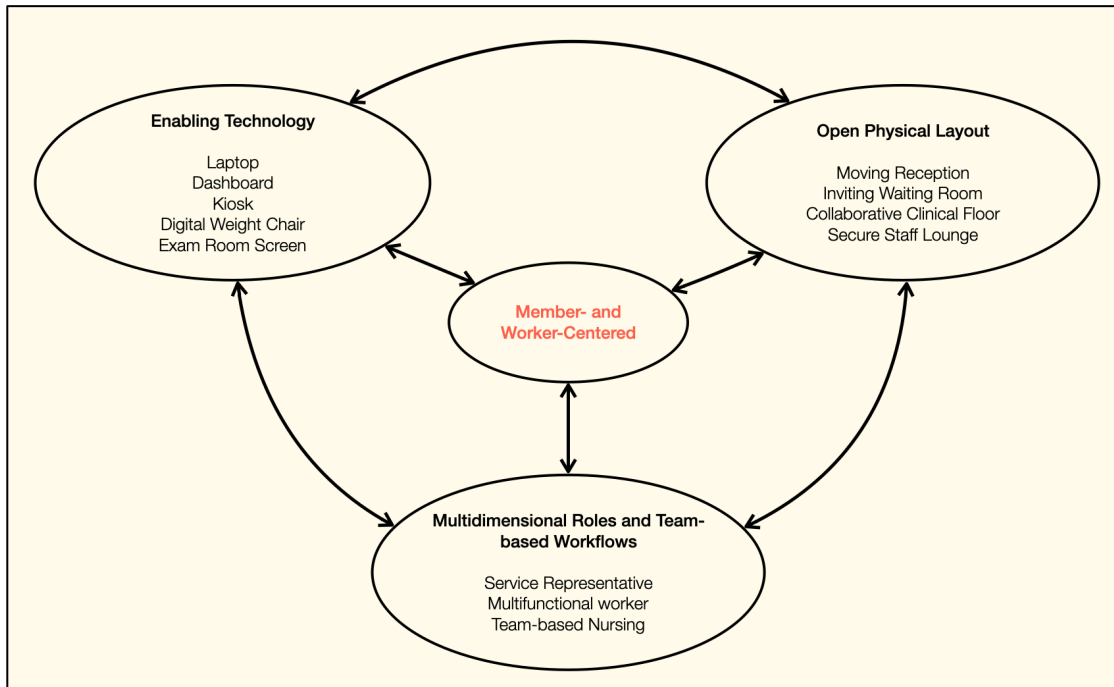 Enabling Technology
Laptop
Dashboard
Kiosk
Digital Weight Chair
Exam Room Screen
Open Physical Layout
Moving Reception
Inviting Waiting Room
Collaborative Clinical Floor
Secure Staff Lounge
Member- and
Worker-Centered
Multidimensional Roles and Team-
based Workflows
Service Representative
Multifunctional worker
Team-based Nursing